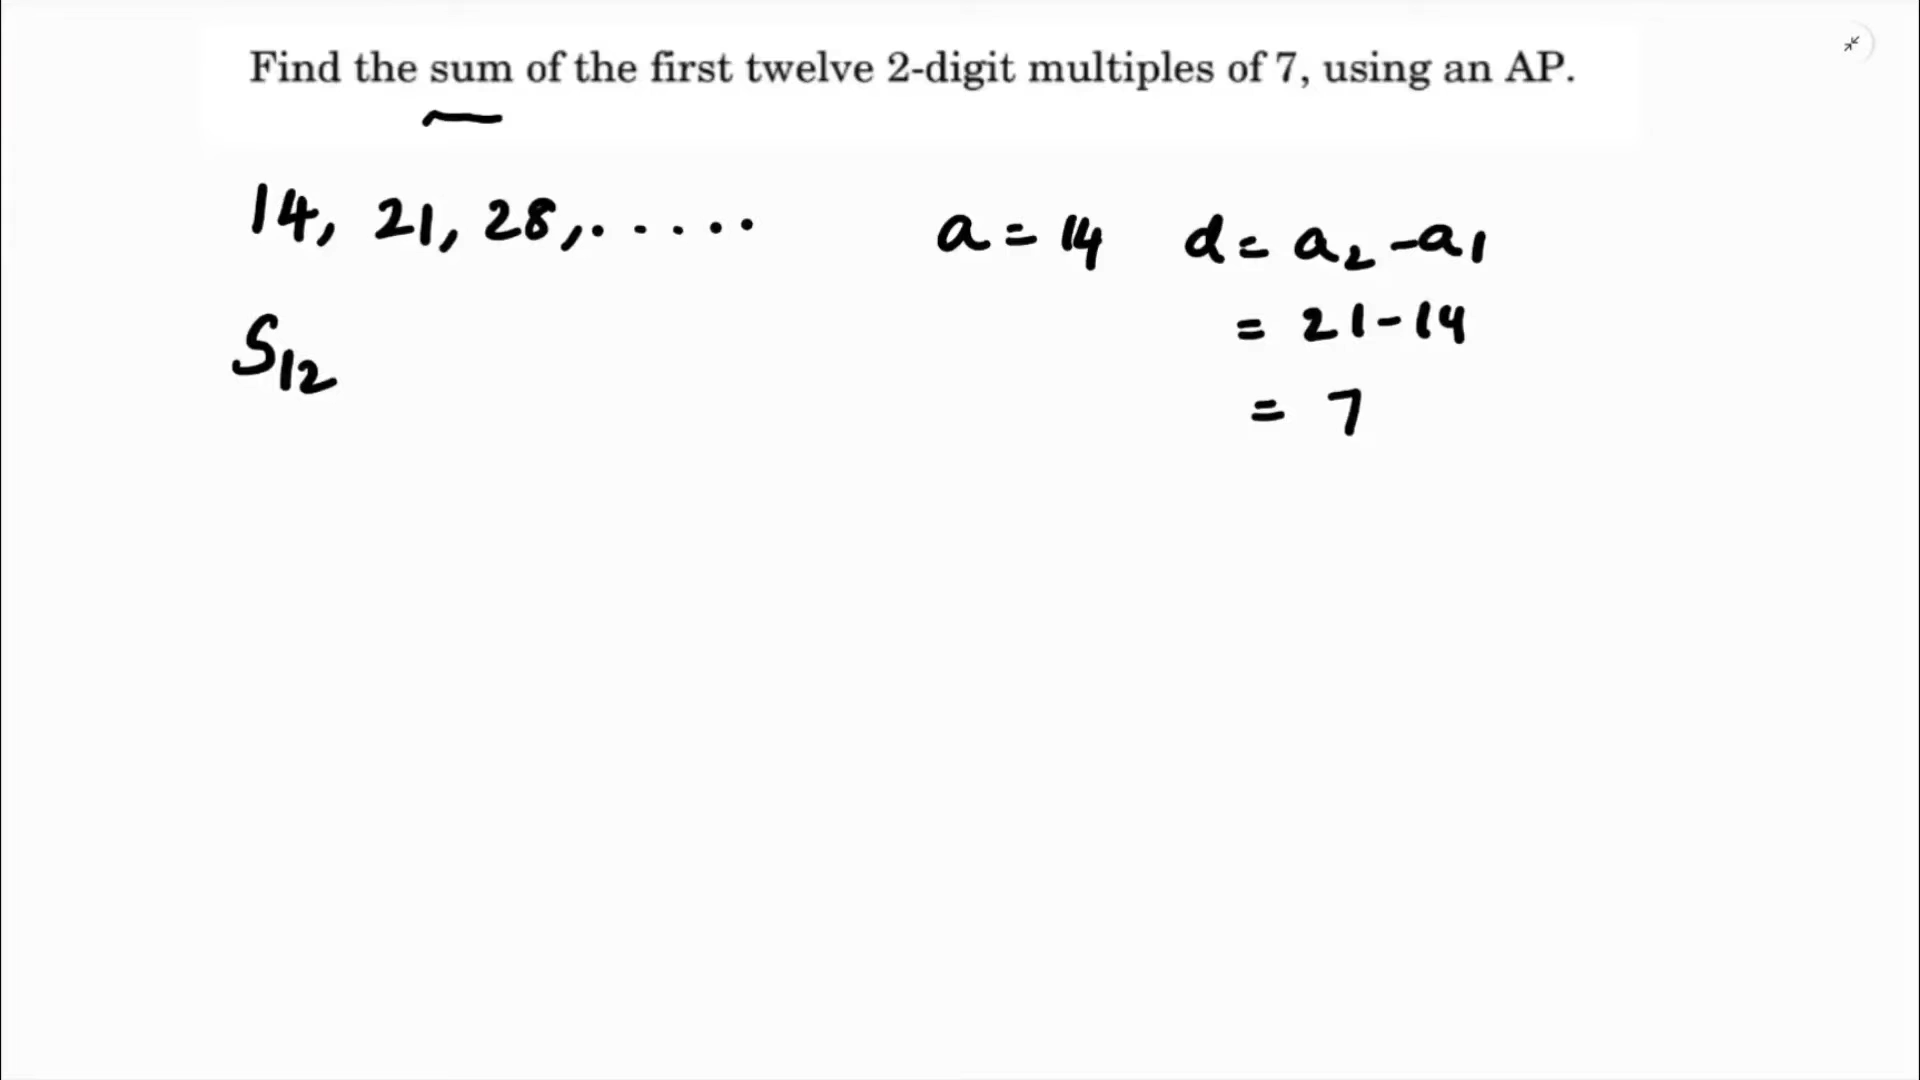 Find the sum of the first twelve 2-digit multiples of 7, using an AP.
14, 21, 28, . . . . .
a = 14 d = a₂ - a₁
= 21 - 14
= 7
S₁₂